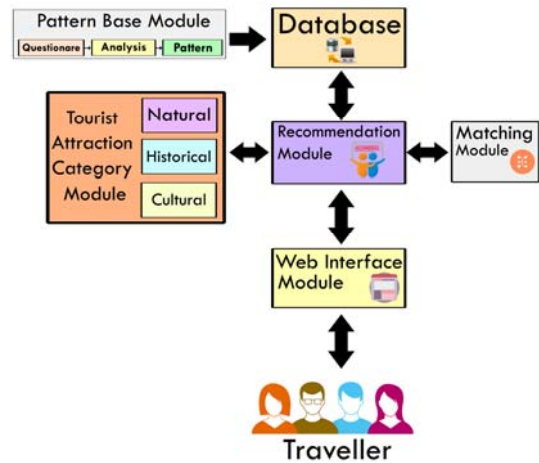 Pattern Base Module
Questionare
Analysis
Pattern
Database
Tourist
Attraction
Category
Module
Natural
Historical
Cultural
Recommendation
Module
Matching
Module
Web Interface
Module
Traveller